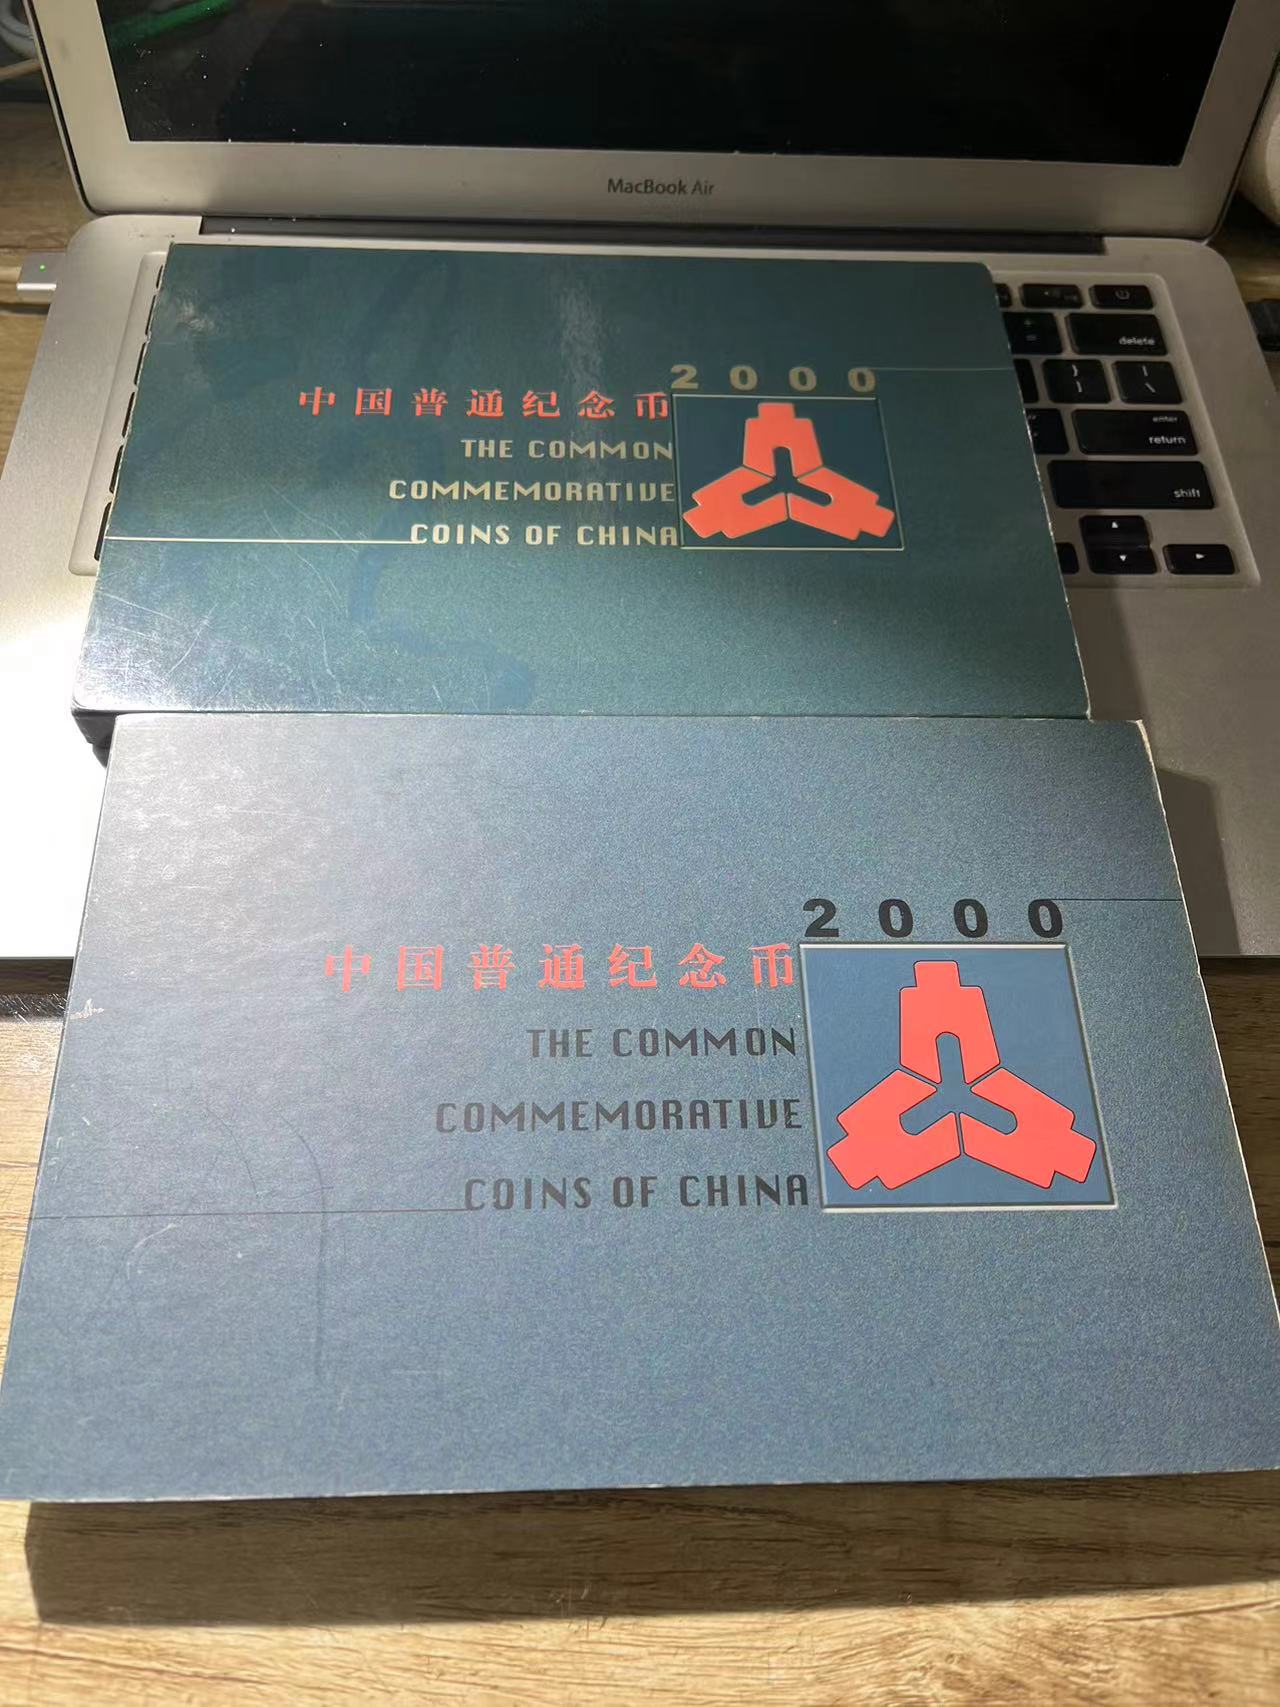 MacBook Air
delete
enter
return
shift
2000
中国普通纪念币
THE COMMON
COMMEMORATIVE
COINS OF CHINA
2000
中国普通纪念币
THE COMMON
COMMEMORATIVE
COINS OF CHINA